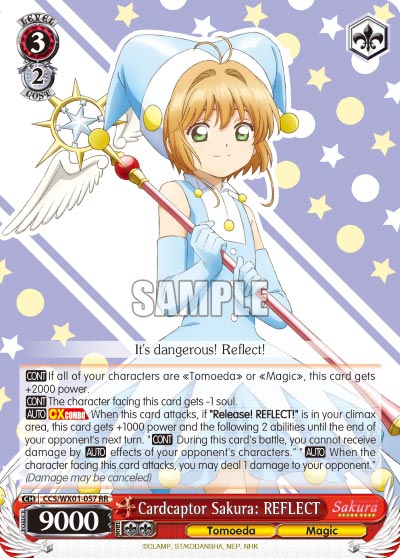 LEVEL
3
2
COST
SAMPLE
It's dangerous! Reflect!
CONT If all of your characters are «Tomoeda» or «Magic», this card gets
+2000 power.
CONT The character facing this card gets -1 soul.
AUTO CX COMBO When this card attacks, if "Release! REFLECT!" is in your climax
area, this card gets +1000 power and the following 2 abilities until the end of
your opponent's next turn. "CONT During this card's battle, you cannot receive
damage by AUTO effects of your opponent's characters." "AUTO When the
character facing this card attacks, you may deal 1 damage to your opponent."
(Damage may be canceled)
CH CCS/WX01-057 RR
POWER 9000
Cardcaptor Sakura: REFLECT
Sakura
Tomoeda Magic
©CLAMP, ST/KODANSHA, NEP, NHK